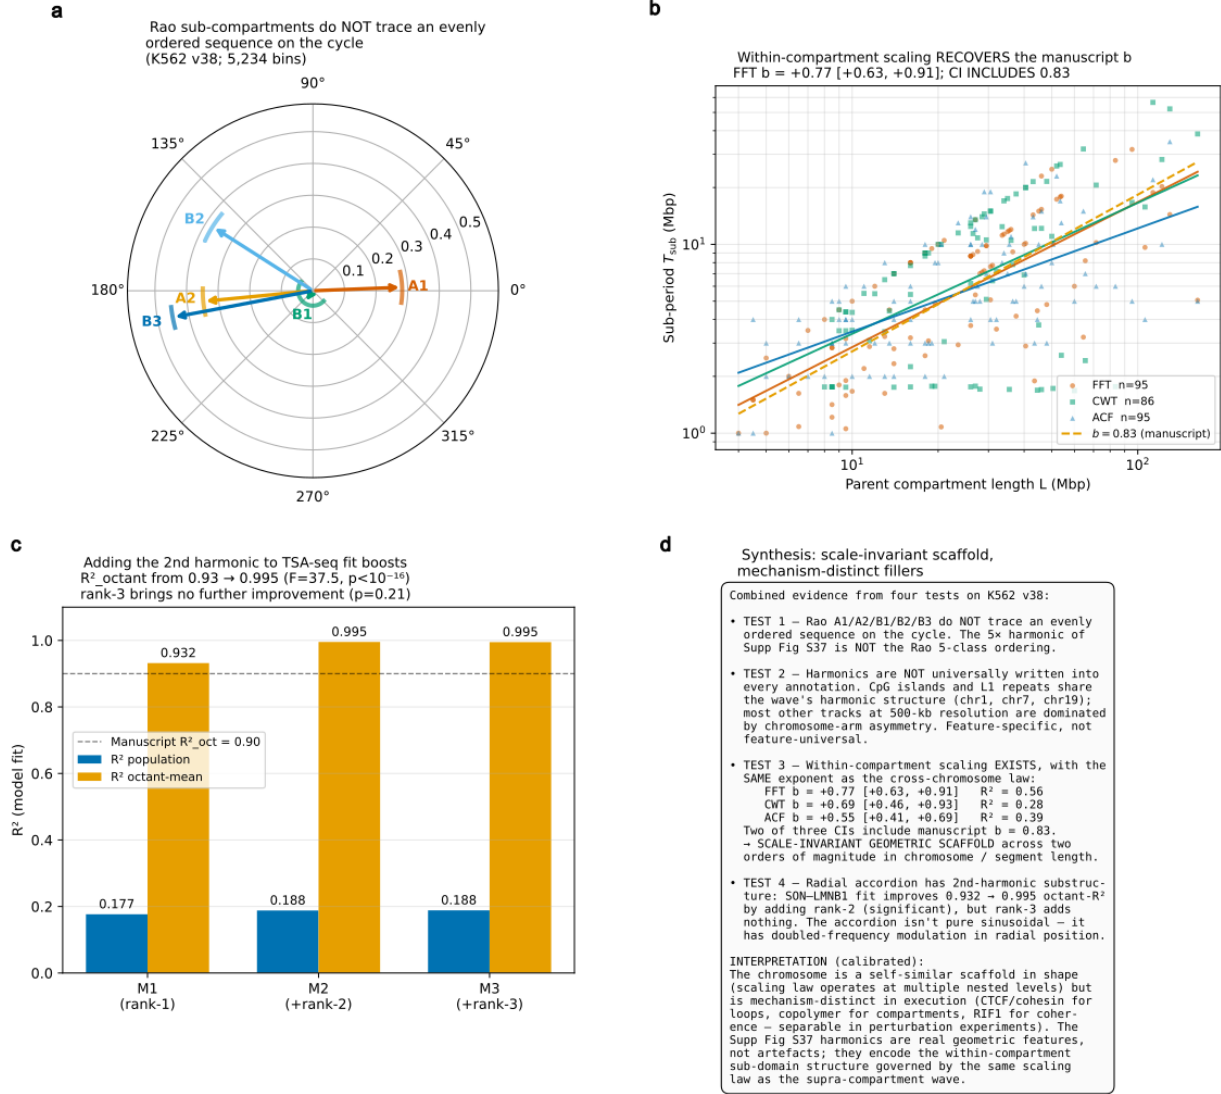 a
Rao sub-compartments do NOT trace an evenly
ordered sequence on the cycle
(K562 v38; 5,234 bins)
90°
135°
45°
B2
0.5
0.4
0.3
0.2
0.1
180°
A2
A1
0°
B3
B1
225°
315°
270°
b
Within-compartment scaling RECOVERS the manuscript b
FFT b = +0.77 [+0.63, +0.91]; CI INCLUDES 0.83
Sub-period T_sub (Mbp)
10¹
10⁰
FFT n=95
CWT n=86
ACF n=95
b = 0.83 (manuscript)
10¹
10²
Parent compartment length L (Mbp)
c
Adding the 2nd harmonic to TSA-seq fit boosts
R²_octant from 0.93 → 0.995 (F=37.5, p<10⁻¹⁶)
rank-3 brings no further improvement (p=0.21)
R² (model fit)
1.0
0.8
0.6
0.4
0.2
0.0
0.932
0.995
0.995
Manuscript R²_oct = 0.90
R² population
R² octant-mean
0.177
0.188
0.188
M1
(rank-1)
M2
(+rank-2)
M3
(+rank-3)
d
Synthesis: scale-invariant scaffold,
mechanism-distinct fillers
Combined evidence from four tests on K562 v38:
• TEST 1 — Rao A1/A2/B1/B2/B3 do NOT trace an evenly
ordered sequence on the cycle. The 5× harmonic of
Supp Fig S37 is NOT the Rao 5-class ordering.
• TEST 2 — Harmonics are NOT universally written into
every annotation. CpG islands and L1 repeats share
the wave's harmonic structure (chr1, chr7, chr19);
most other tracks at 500-kb resolution are dominated
by chromosome-arm asymmetry. Feature-specific, not
feature-universal.
• TEST 3 — Within-compartment scaling EXISTS, with the
SAME exponent as the cross-chromosome law:
FFT b = +0.77 [+0.63, +0.91] R² = 0.56
CWT b = +0.69 [+0.46, +0.93] R² = 0.28
ACF b = +0.55 [+0.41, +0.69] R² = 0.39
Two of three CIs include manuscript b = 0.83.
→ SCALE-INVARIANT GEOMETRIC SCAFFOLD across two
orders of magnitude in chromosome / segment length.
• TEST 4 — Radial accordion has 2nd-harmonic substruc-
ture: SON−LMNB1 fit improves 0.932 → 0.995 octant-R²
by adding rank-2 (significant), but rank-3 adds
nothing. The accordion isn't pure sinusoidal — it
has doubled-frequency modulation in radial position.
INTERPRETATION (calibrated):
The chromosome is a self-similar scaffold in shape
(scaling law operates at multiple nested levels) but
is mechanism-distinct in execution (CTCF/cohesin for
loops, copolymer for compartments, RIF1 for coher-
ence — separable in perturbation experiments). The
Supp Fig S37 harmonics are real geometric features,
not artefacts; they encode the within-compartment
sub-domain structure governed by the same scaling
law as the supra-compartment wave.